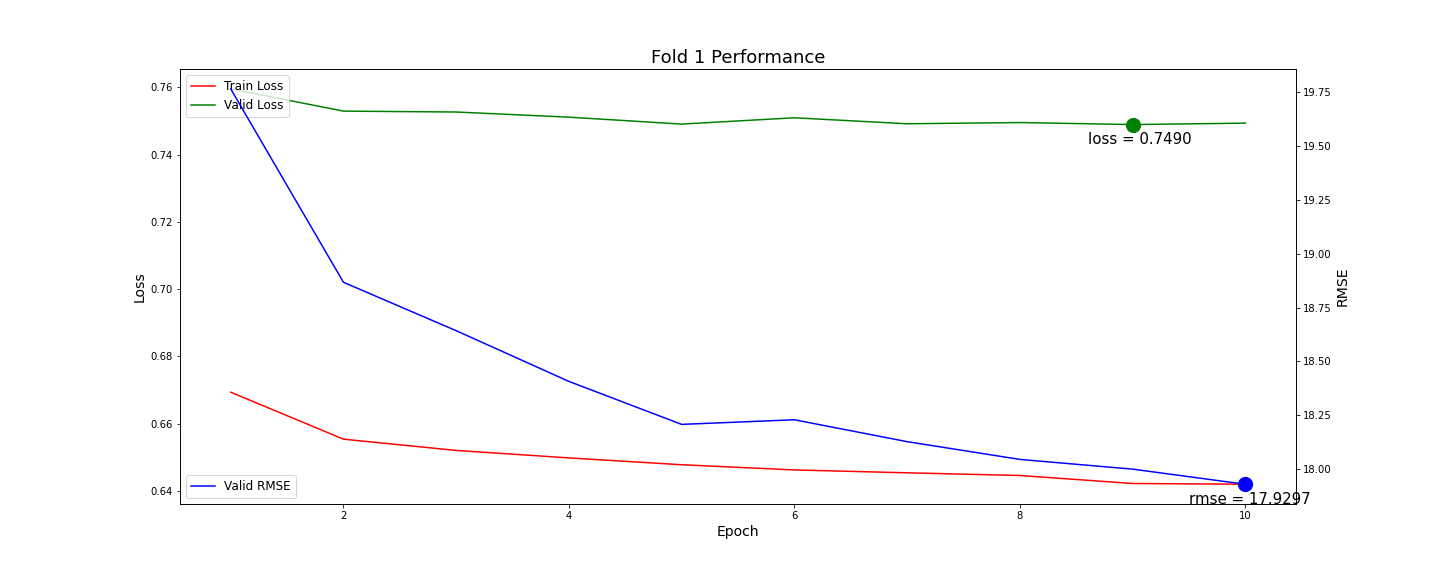 Fold 1 Performance
Train Loss
Valid Loss
Valid RMSE
loss = 0.7490
rmse = 17.9297
Loss
0.76
0.74
0.72
0.70
0.68
0.66
0.64
RMSE
19.75
19.50
19.25
19.00
18.75
18.50
18.25
18.00
2 4 6 8 10
Epoch